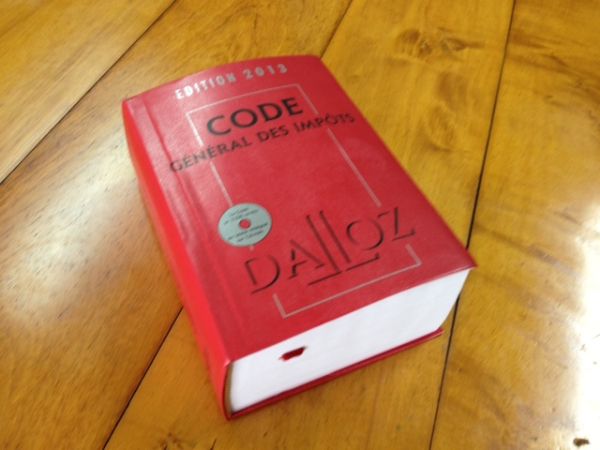 EDITION 2013
CODE
GÉNÉRAL DES IMPÔTS
DALLOZ